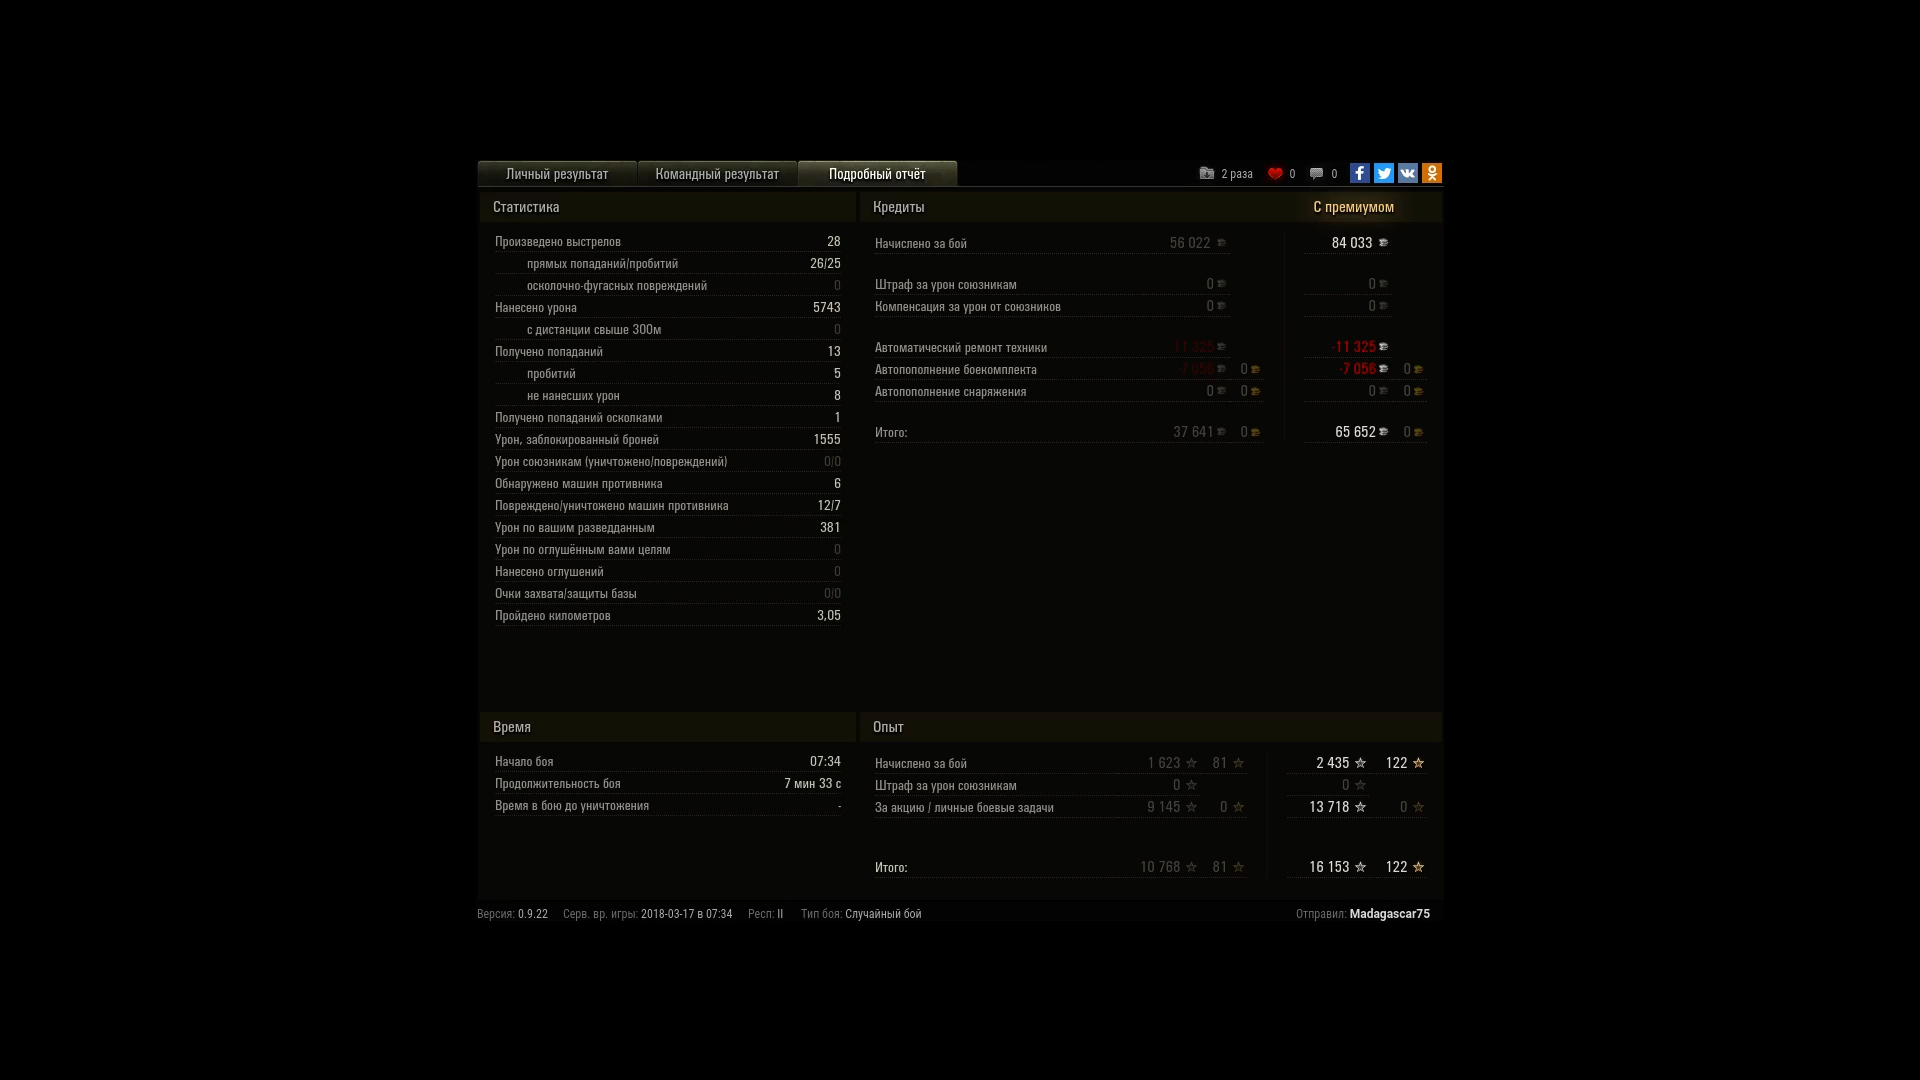 Личный результат Командный результат Подробный отчёт 2 раза 0 0
Статистика
Произведено выстрелов 28
прямых попаданий/пробитий 26/25
осколочно-фугасных повреждений 0
Нанесено урона 5743
с дистанции свыше 300м 0
Получено попаданий 13
пробитий 5
не нанесших урон 8
Получено попаданий осколками 1
Урон, заблокированный броней 1555
Урон союзникам (уничтожено/повреждений) 0/0
Обнаружено машин противника 6
Повреждено/уничтожено машин противника 12/7
Урон по вашим разведданным 381
Урон по оглушённым вами целям 0
Нанесено оглушений 0
Очки захвата/защиты базы 0/0
Пройдено километров 3,05
Кредиты С премиумом
Начислено за бой 56 022 84 033
Штраф за урон союзникам 0 0
Компенсация за урон от союзников 0 0
Автоматический ремонт техники -11 325 -11 325
Автопополнение боекомплекта -7 056 0 -7 056 0
Автопополнение снаряжения 0 0 0 0
Итого: 37 641 0 65 652 0
Время
Начало боя 07:34
Продолжительность боя 7 мин 33 с
Время в бою до уничтожения -
Опыт
Начислено за бой 1 623 81 2 435 122
Штраф за урон союзникам 0 0
За акцию / личные боевые задачи 9 145 0 13 718 0
Итого: 10 768 81 16 153 122
Версия: 0.9.22 Серв. вр. игры: 2018-03-17 в 07:34 Респ: II Тип боя: Случайный бой Отправил: Madagascar75